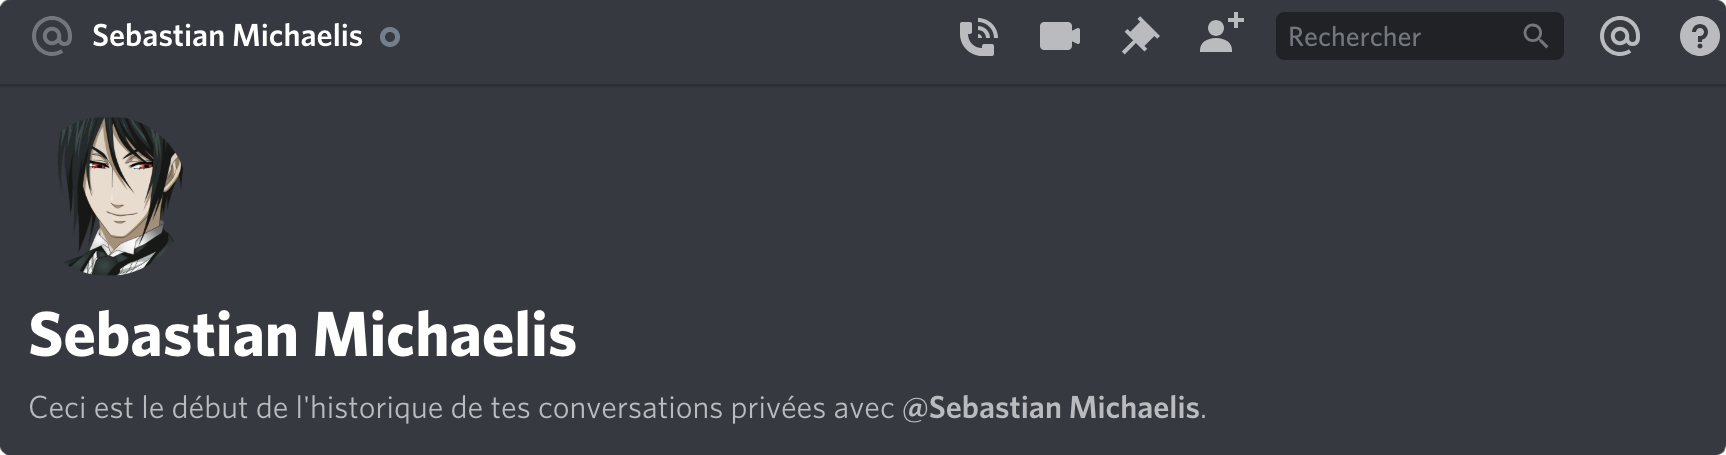 Sebastian Michaelis
Rechercher
Sebastian Michaelis
Ceci est le début de l'historique de tes conversations privées avec @Sebastian Michaelis.